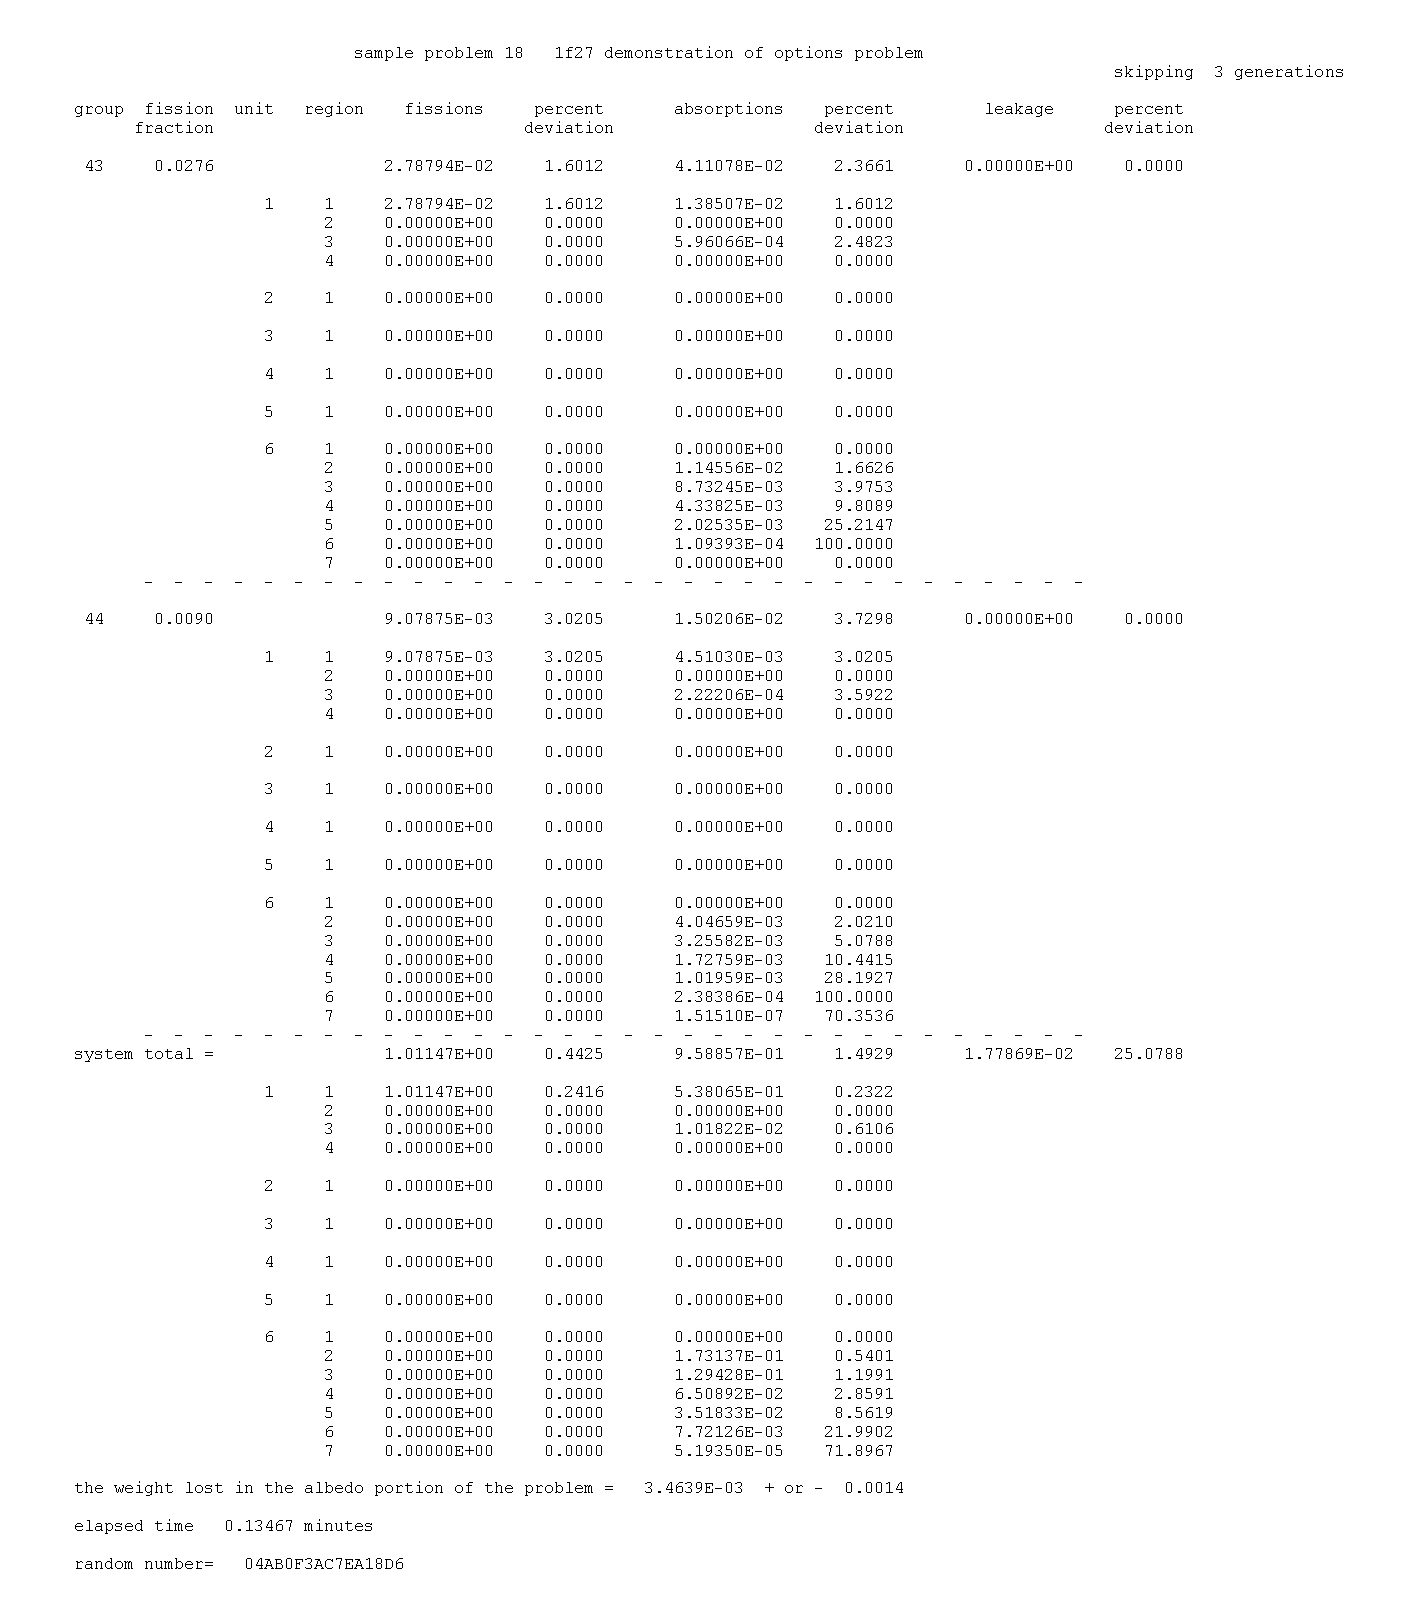 sample problem 18 1f27 demonstration of options problem
skipping 3 generations
group fission unit region fissions percent absorptions percent leakage percent
fraction deviation deviation deviation
43 0.0276 2.78794E-02 1.6012 4.11078E-02 2.3661 0.00000E+00 0.0000
1 1 2.78794E-02 1.6012 1.38507E-02 1.6012
2 0.00000E+00 0.0000 0.00000E+00 0.0000
3 0.00000E+00 0.0000 5.96066E-04 2.4823
4 0.00000E+00 0.0000 0.00000E+00 0.0000
2 1 0.00000E+00 0.0000 0.00000E+00 0.0000
3 1 0.00000E+00 0.0000 0.00000E+00 0.0000
4 1 0.00000E+00 0.0000 0.00000E+00 0.0000
5 1 0.00000E+00 0.0000 0.00000E+00 0.0000
6 1 0.00000E+00 0.0000 0.00000E+00 0.0000
2 0.00000E+00 0.0000 1.14556E-02 1.6626
3 0.00000E+00 0.0000 8.73245E-03 3.9753
4 0.00000E+00 0.0000 4.33825E-03 9.8089
5 0.00000E+00 0.0000 2.02535E-03 25.2147
6 0.00000E+00 0.0000 1.09393E-04 100.0000
7 0.00000E+00 0.0000 0.00000E+00 0.0000
- - - - - - - - - - - - - - - - - - - - - - - - - - - - - - - -
44 0.0090 9.07875E-03 3.0205 1.50206E-02 3.7298 0.00000E+00 0.0000
1 1 9.07875E-03 3.0205 4.51030E-03 3.0205
2 0.00000E+00 0.0000 0.00000E+00 0.0000
3 0.00000E+00 0.0000 2.22206E-04 3.5922
4 0.00000E+00 0.0000 0.00000E+00 0.0000
2 1 0.00000E+00 0.0000 0.00000E+00 0.0000
3 1 0.00000E+00 0.0000 0.00000E+00 0.0000
4 1 0.00000E+00 0.0000 0.00000E+00 0.0000
5 1 0.00000E+00 0.0000 0.00000E+00 0.0000
6 1 0.00000E+00 0.0000 0.00000E+00 0.0000
2 0.00000E+00 0.0000 4.04659E-03 2.0210
3 0.00000E+00 0.0000 3.25582E-03 5.0788
4 0.00000E+00 0.0000 1.72759E-03 10.4415
5 0.00000E+00 0.0000 1.01959E-03 28.1927
6 0.00000E+00 0.0000 2.38386E-04 100.0000
7 0.00000E+00 0.0000 1.51510E-07 70.3536
- - - - - - - - - - - - - - - - - - - - - - - - - - - - - - - -
system total = 1.01147E+00 0.4425 9.58857E-01 1.4929 1.77869E-02 25.0788
1 1 1.01147E+00 0.2416 5.38065E-01 0.2322
2 0.00000E+00 0.0000 0.00000E+00 0.0000
3 0.00000E+00 0.0000 1.01822E-02 0.6106
4 0.00000E+00 0.0000 0.00000E+00 0.0000
2 1 0.00000E+00 0.0000 0.00000E+00 0.0000
3 1 0.00000E+00 0.0000 0.00000E+00 0.0000
4 1 0.00000E+00 0.0000 0.00000E+00 0.0000
5 1 0.00000E+00 0.0000 0.00000E+00 0.0000
6 1 0.00000E+00 0.0000 0.00000E+00 0.0000
2 0.00000E+00 0.0000 1.73137E-01 0.5401
3 0.00000E+00 0.0000 1.29428E-01 1.1991
4 0.00000E+00 0.0000 6.50892E-02 2.8591
5 0.00000E+00 0.0000 3.51833E-02 8.5619
6 0.00000E+00 0.0000 7.72126E-03 21.9902
7 0.00000E+00 0.0000 5.19350E-05 71.8967
the weight lost in the albedo portion of the problem = 3.4639E-03 + or - 0.0014
elapsed time 0.13467 minutes
random number= 04AB0F3AC7EA18D6